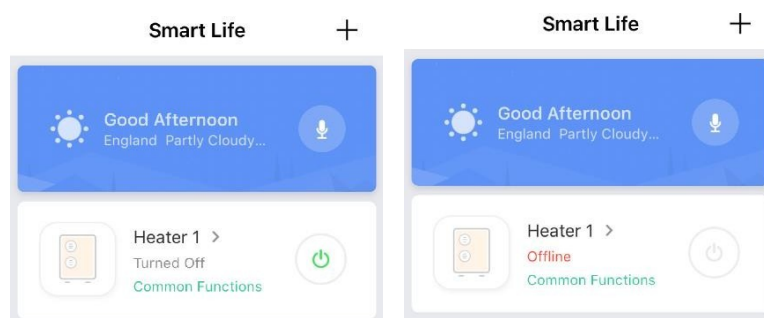 Smart Life +
Good Afternoon
England Partly Cloudy...
Heater 1 >
Turned Off
Common Functions
Smart Life +
Good Afternoon
England Partly Cloudy...
Heater 1 >
Offline
Common Functions